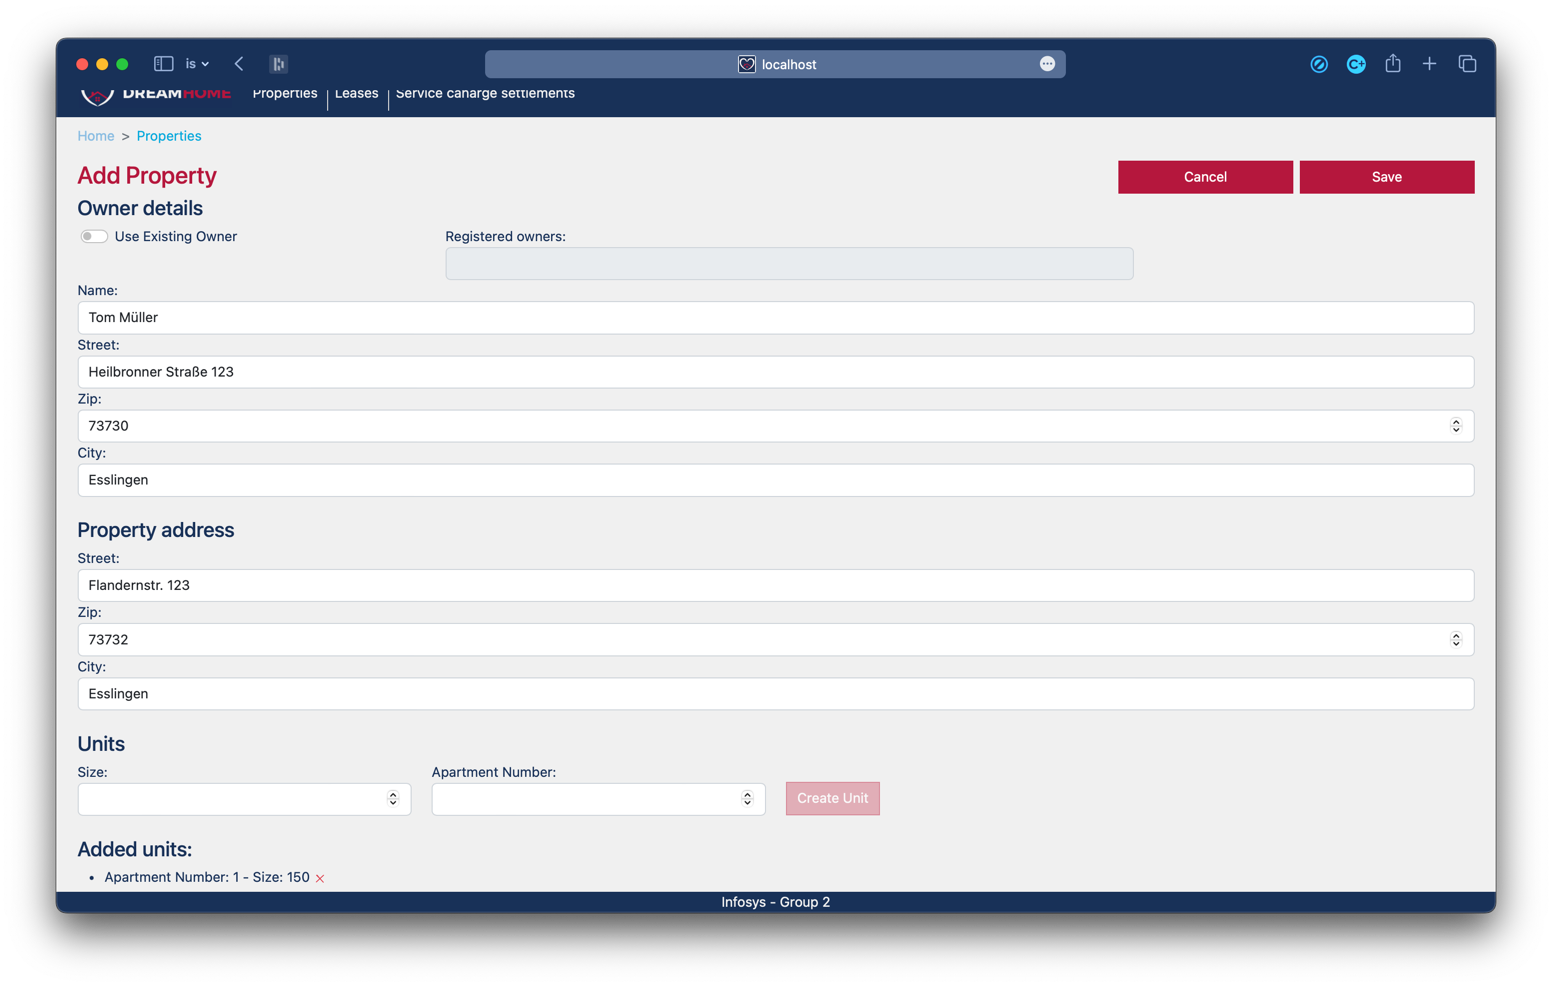 is
localhost
DREAMHOME Properties Leases Service canarge settlements
Home > Properties
Add Property
Cancel Save
Owner details
Use Existing Owner
Registered owners:
Name:
Tom Müller
Street:
Heilbronner Straße 123
Zip:
73730
City:
Esslingen
Property address
Street:
Flandernstr. 123
Zip:
73732
City:
Esslingen
Units
Size: Apartment Number:
Create Unit
Added units:
• Apartment Number: 1 - Size: 150 ×
Infosys - Group 2